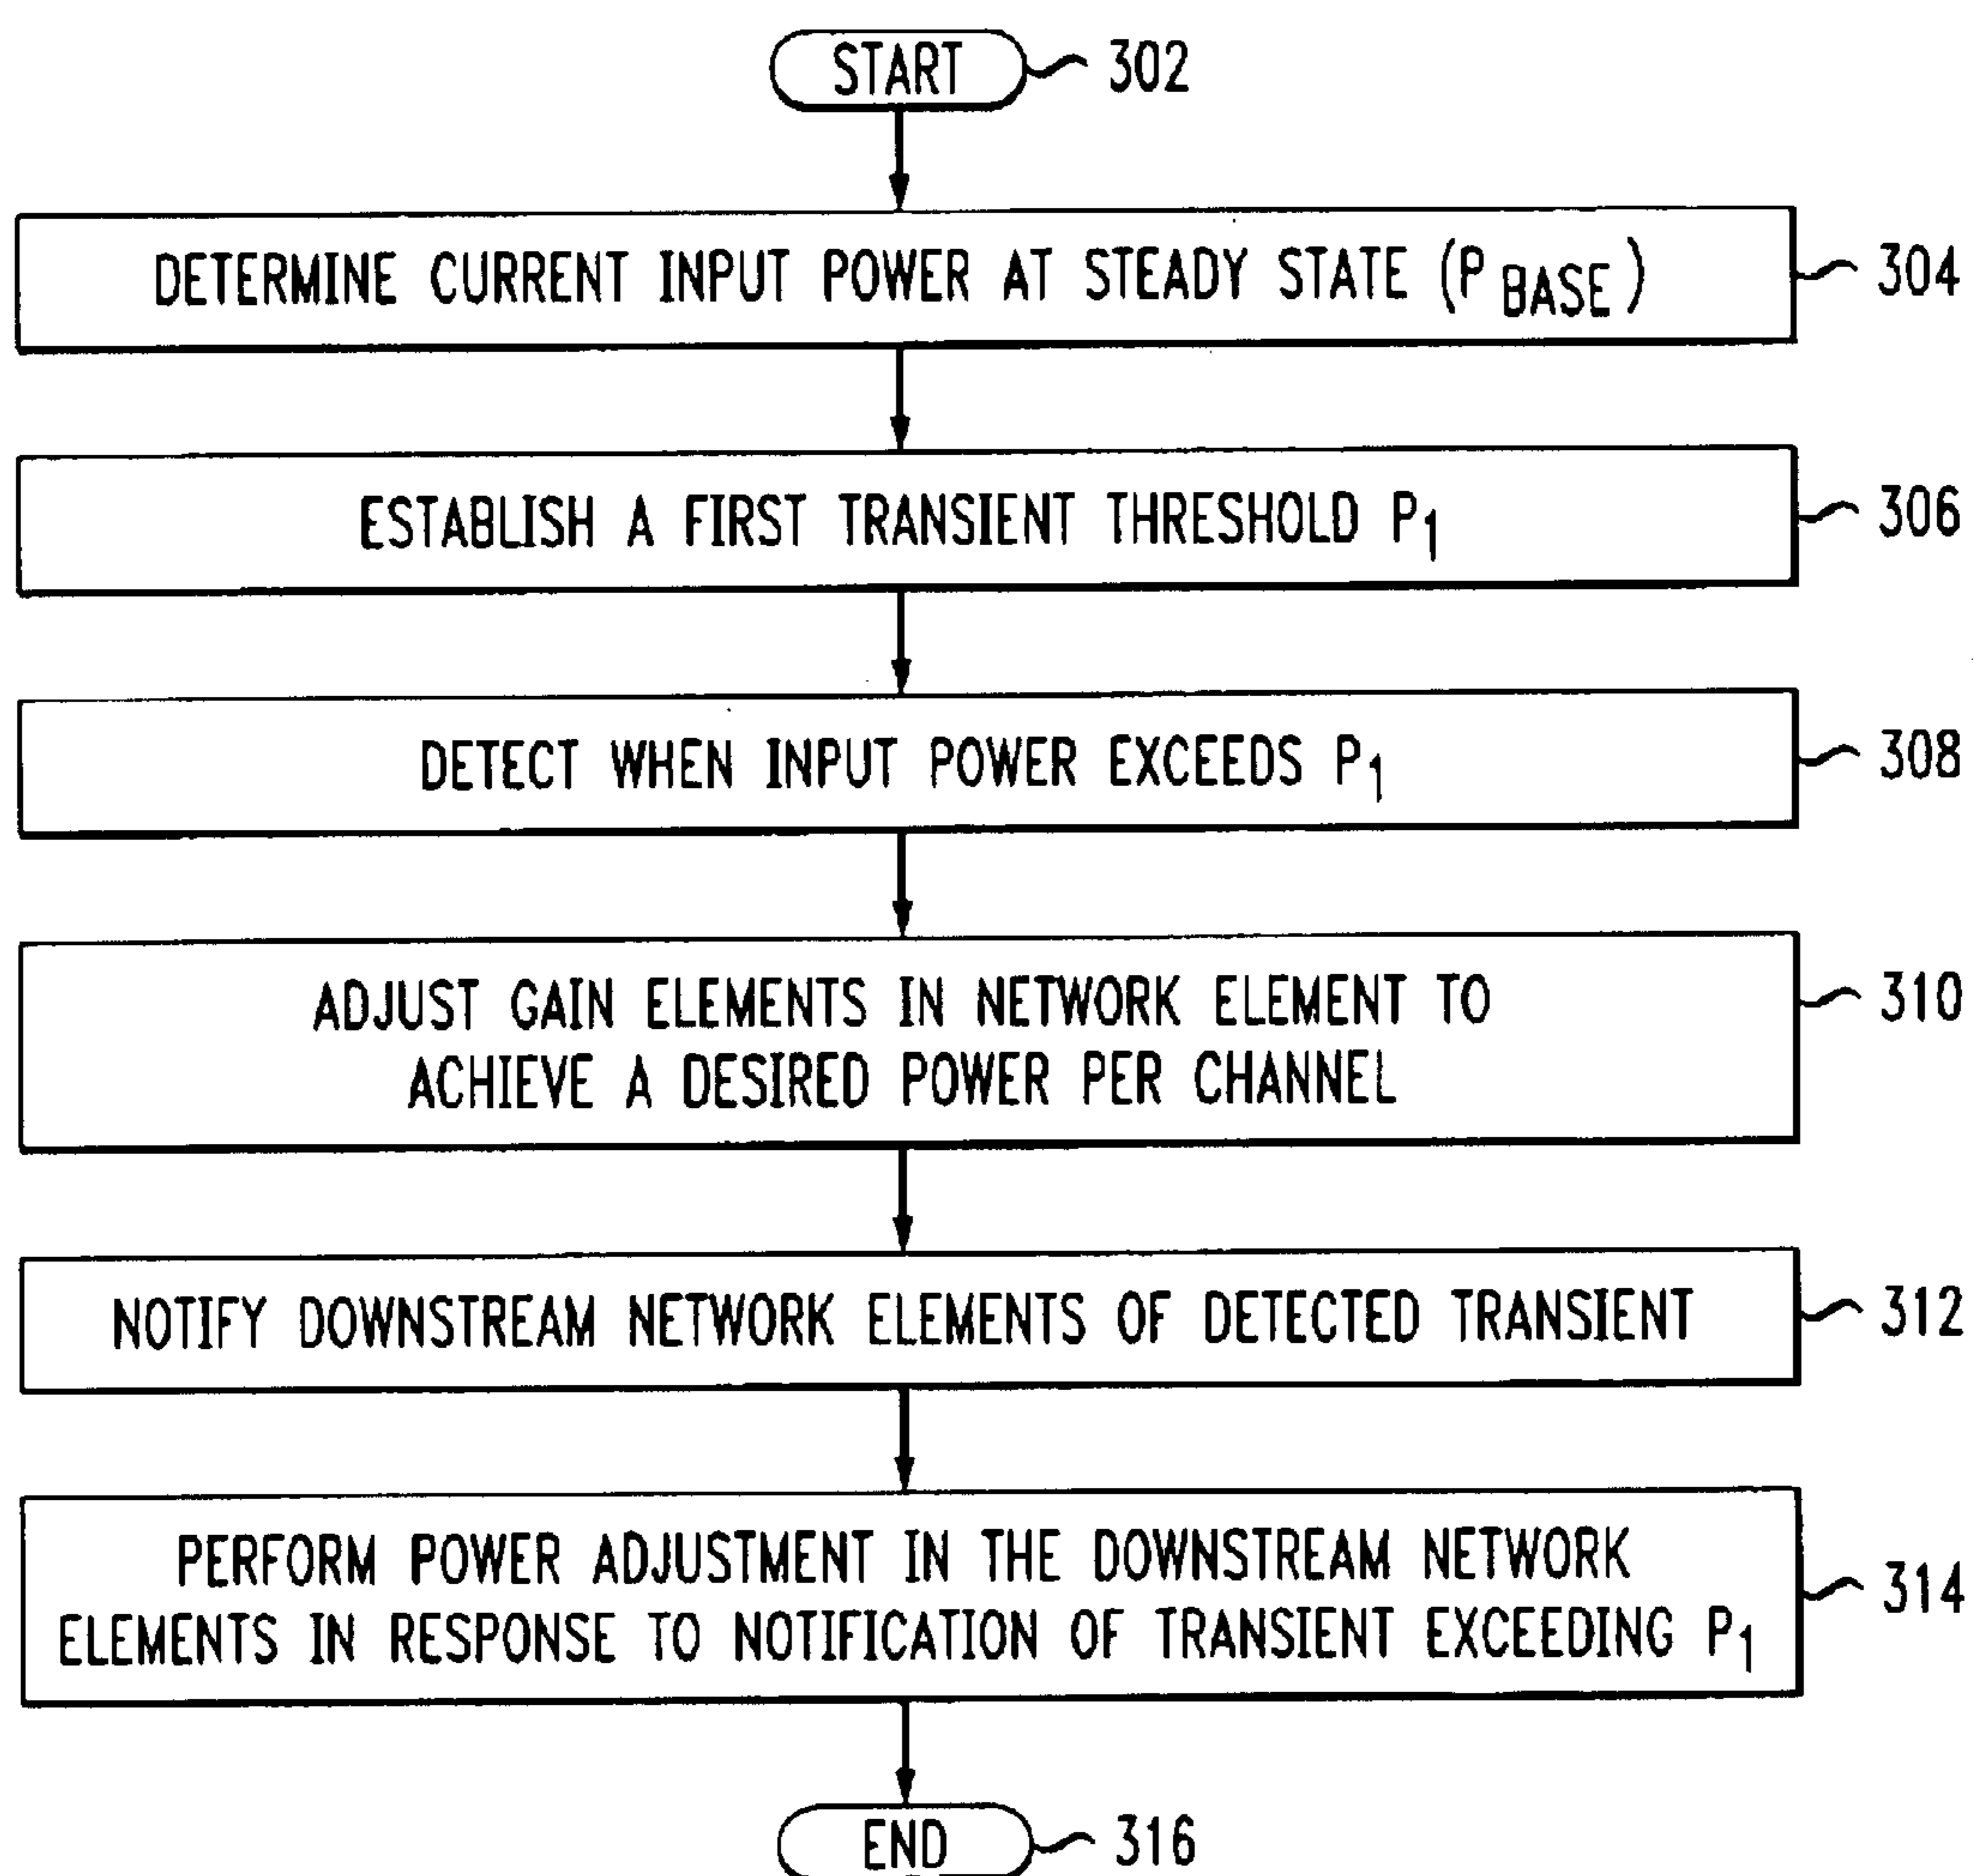 START 302
DETERMINE CURRENT INPUT POWER AT STEADY STATE (P BASE) 304
ESTABLISH A FIRST TRANSIENT THRESHOLD P1 306
DETECT WHEN INPUT POWER EXCEEDS P1 308
ADJUST GAIN ELEMENTS IN NETWORK ELEMENT TO 310
ACHIEVE A DESIRED POWER PER CHANNEL
NOTIFY DOWNSTREAM NETWORK ELEMENTS OF DETECTED TRANSIENT 312
PERFORM POWER ADJUSTMENT IN THE DOWNSTREAM NETWORK 314
ELEMENTS IN RESPONSE TO NOTIFICATION OF TRANSIENT EXCEEDING P1
END 316